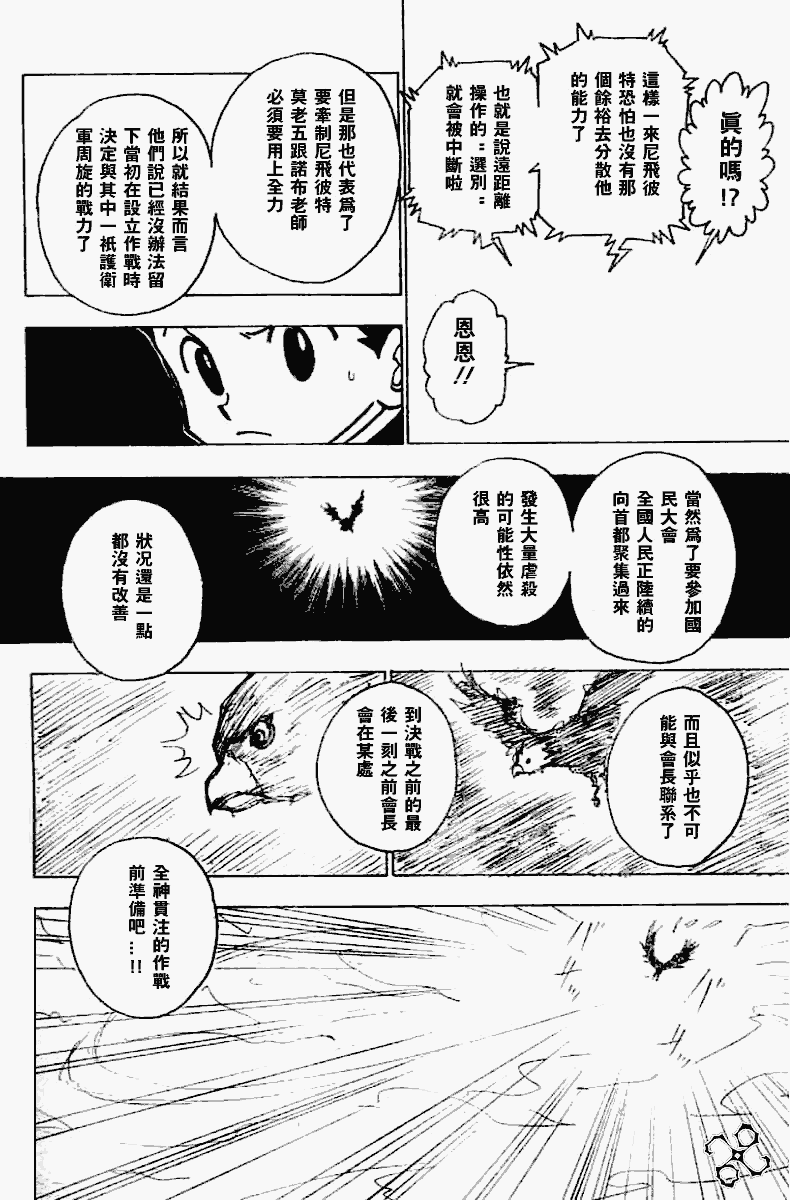 真的嗎!?
這樣一來尼飛彼
特恐怕也沒有那
個餘裕去分散他
的能力了
也就是說遠距離
操作的"選別"
就會被中斷啦
恩恩!!
但是那也代表為了
要牽制尼飛彼特
莫老五跟諾布老師
必須要用上全力
所以就結果而言
他們說已經沒辦法留
下當初在設立作戰時
決定與其中一祇護衛
軍周旋的戰力了
當然為了要參加國
民大會
全國人民正陸續的
向首都聚集過來
發生大量虐殺
的可能性依然
很高
狀況還是一點
都沒有改善
而且似乎也不可
能與會長聯系了
到決戰之前的最
後一刻之前會長
會在某處
全神貫注的作戰
前準備吧…!!